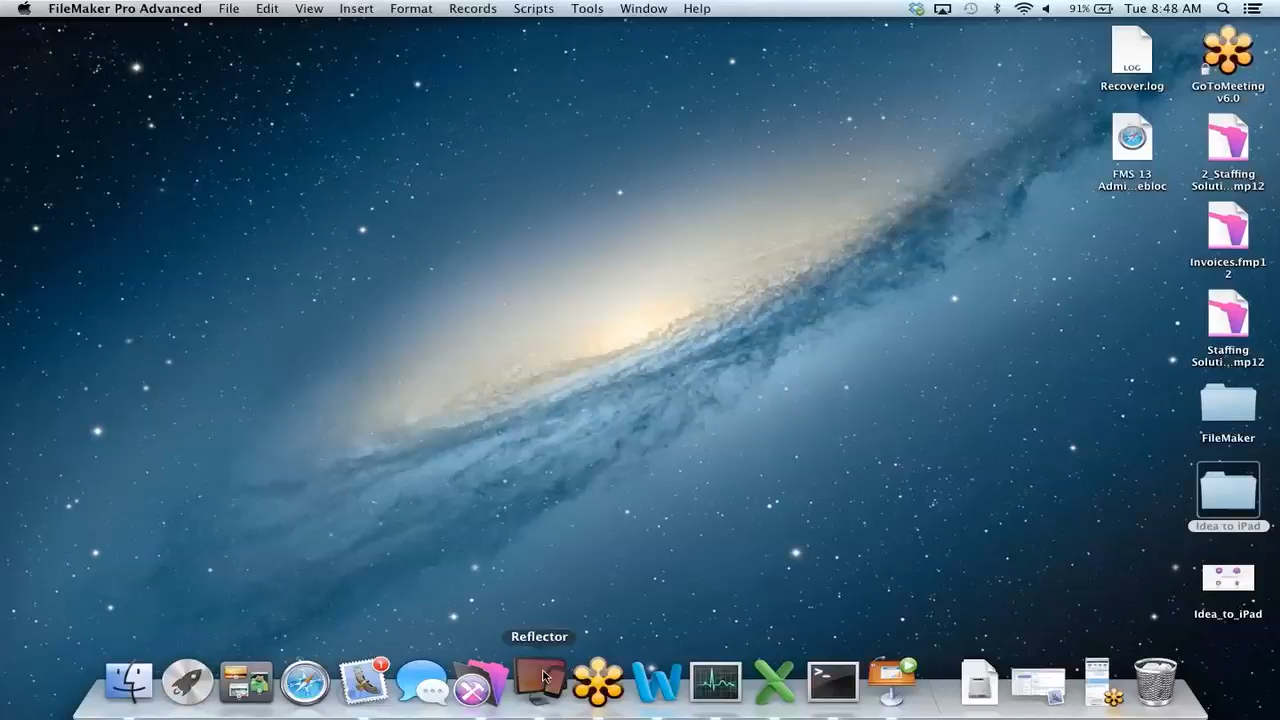 FileMaker Pro Advanced File Edit View Insert Format Records Scripts Tools Window Help 91% Tue 8:48 AM
LOG
Recover.log
GoToMeeting
v6.0
FMS 13
Admi...ebloc
2_Staffing
Soluti...mp12
Invoices.fmp1
2
Staffing
Soluti...mp12
FileMaker
Idea to iPad
Idea_to_iPad
Reflector
1